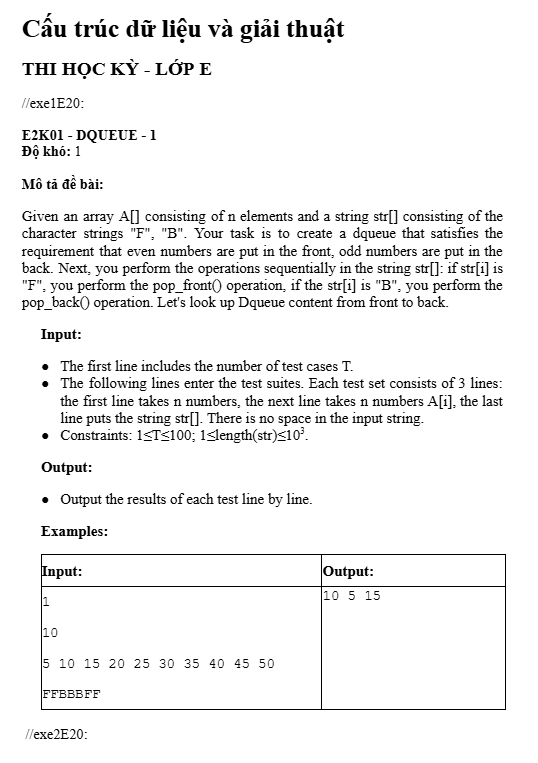 Cấu trúc dữ liệu và giải thuật
THI HỌC KỲ - LỚP E
//exe1E20:
E2K01 - DQUEUE - 1
Độ khó: 1
Mô tả đề bài:
Given an array A[] consisting of n elements and a string str[] consisting of the
character strings "F", "B". Your task is to create a dqueue that satisfies the
requirement that even numbers are put in the front, odd numbers are put in the
back. Next, you perform the operations sequentially in the string str[]: if str[i] is
"F", you perform the pop_front() operation, if the str[i] is "B", you perform the
pop_back() operation. Let's look up Dqueue content from front to back.
Input:
● The first line includes the number of test cases T.
● The following lines enter the test suites. Each test set consists of 3 lines:
the first line takes n numbers, the next line takes n numbers A[i], the last
line puts the string str[]. There is no space in the input string.
● Constraints: 1≤T≤100; 1≤length(str)≤10³.
Output:
● Output the results of each test line by line.
Examples:
Input: Output:
1 10 5 15
10
5 10 15 20 25 30 35 40 45 50
FFBBBFF
//exe2E20: